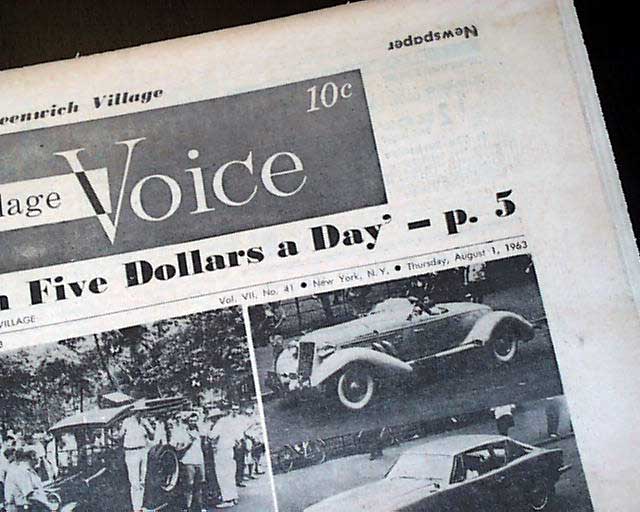 Newspaper
eenwich Village
10c
lage Voice
n Five Dollars a Day' – p. 5
Vol. VII, No. 41 • New York, N.Y. • Thursday, August 1, 1963
VILLAGE